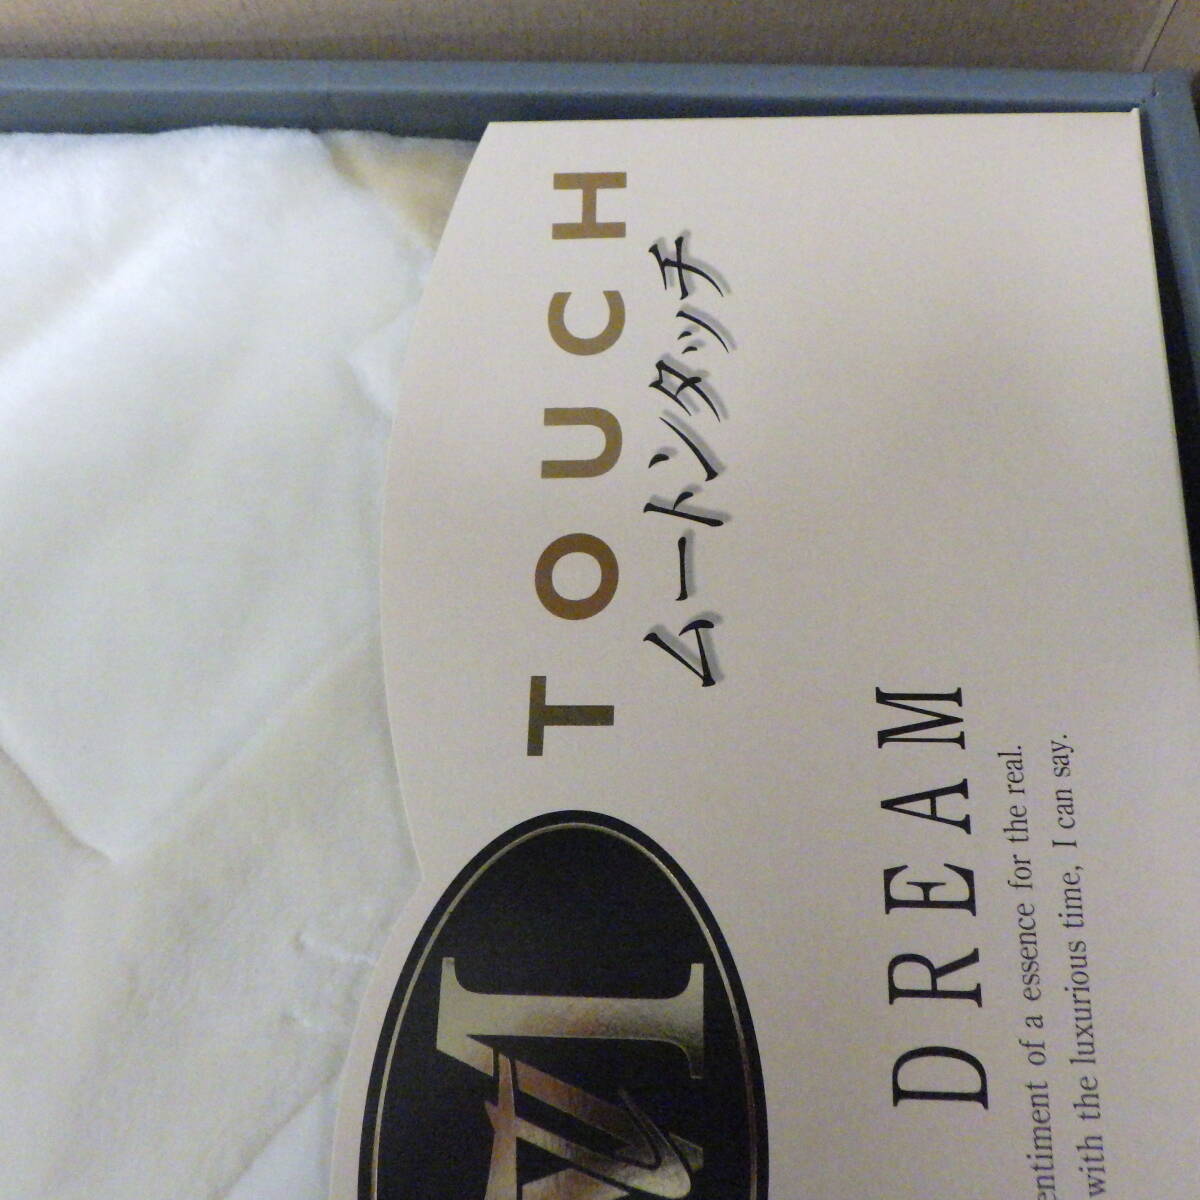 TOUCH
ムートンタッチ
M
DREAM
of a essence for the real.
with the luxurious time, I can say.